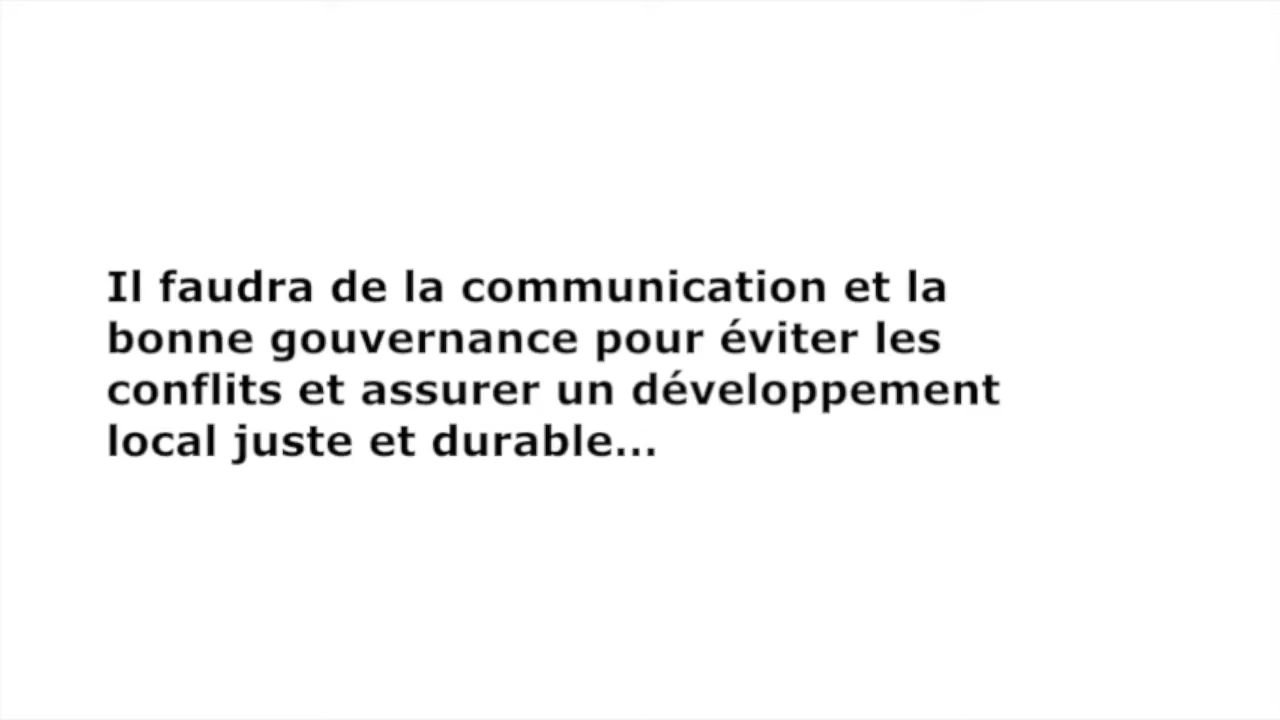 Il faudra de la communication et la
bonne gouvernance pour éviter les
conflits et assurer un développement
local juste et durable...